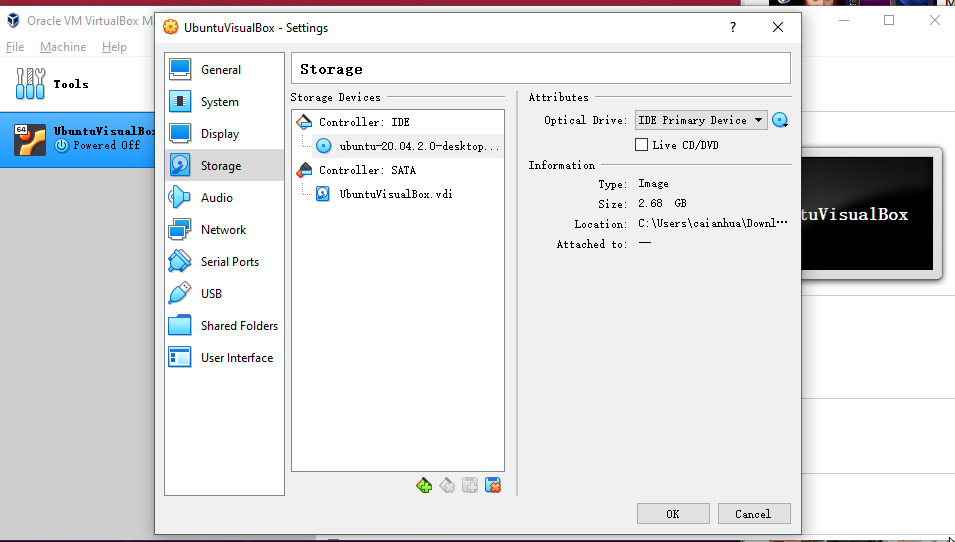 Oracle VM VirtualBox Ma
UbuntuVisualBox - Settings
?
File Machine Help
Tools
64
UbuntuVisualBox
Powered Off
General
System
Display
Storage
Audio
Network
Serial Ports
USB
Shared Folders
User Interface
Storage
Storage Devices
Controller: IDE
ubuntu-20.04.2.0-desktop...
Controller: SATA
UbuntuVisualBox.vdi
Attributes
Optical Drive: IDE Primary Device
Live CD/DVD
Information
Type: Image
Size: 2.68 GB
Location: C:\Users\caianhua\Downl...
Attached to: —
OK Cancel
tuVisualBox